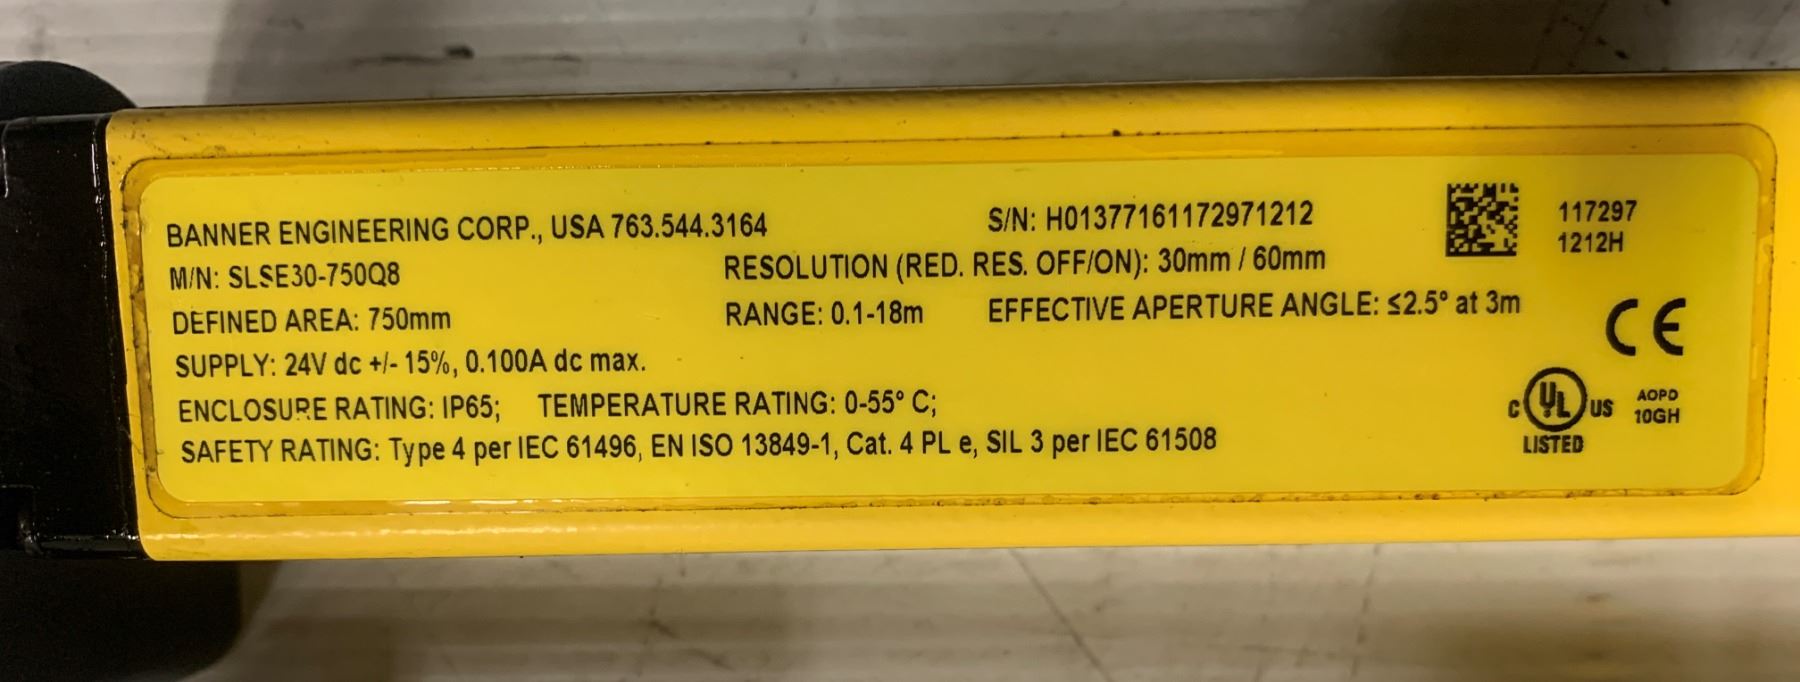 BANNER ENGINEERING CORP., USA 763.544.3164
S/N: H01377161172971212
M/N: SLSE30-750Q8
RESOLUTION (RED. RES. OFF/ON): 30mm / 60mm
DEFINED AREA: 750mm
RANGE: 0.1-18m
EFFECTIVE APERTURE ANGLE: ≤2.5° at 3m
SUPPLY: 24V dc +/- 15%, 0.100A dc max.
ENCLOSURE RATING: IP65; TEMPERATURE RATING: 0-55° C;
SAFETY RATING: Type 4 per IEC 61496, EN ISO 13849-1, Cat. 4 PL e, SIL 3 per IEC 61508
117297
1212H
CE
C UL US
LISTED
AOPD
10GH